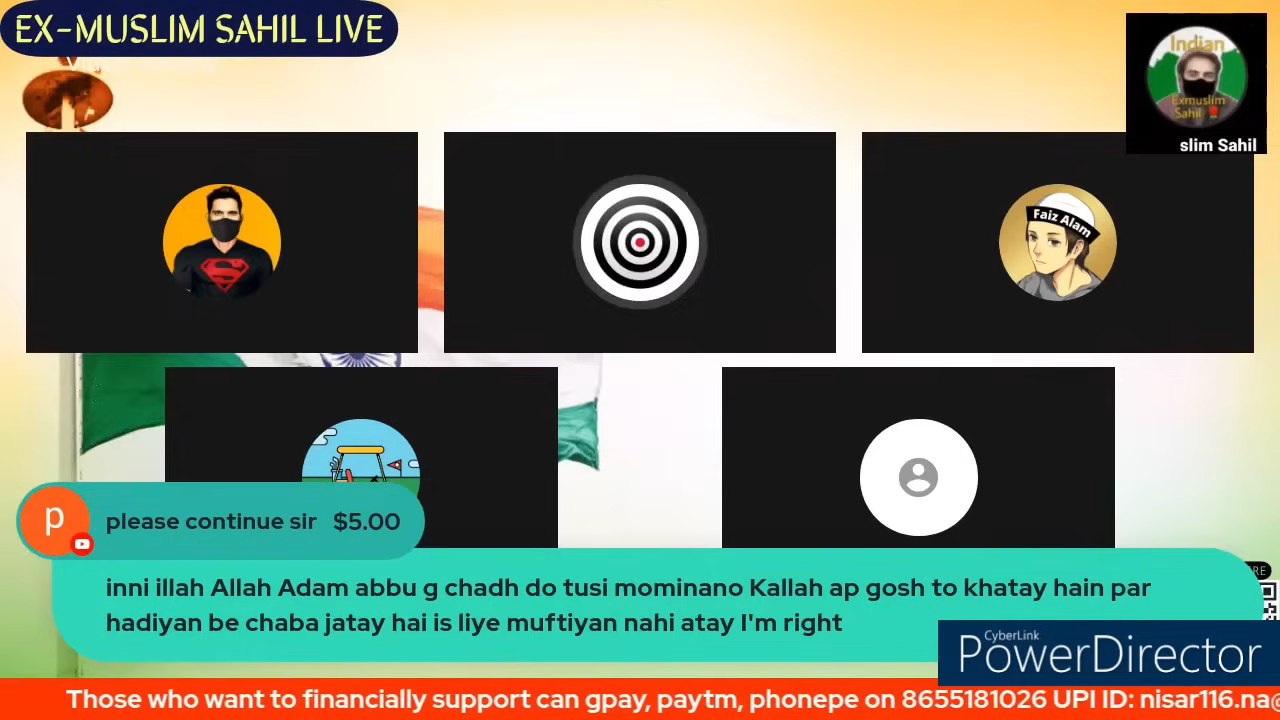 EX-MUSLIM SAHIL LIVE
Indian
Exmuslim
Sahil
slim Sahil
Faiz Alam
p
please continue sir $5.00
inni illah Allah Adam abbu g chadh do tusi mominano Kallah ap gosh to khatay hain par
hadiyan be chaba jatay hai is liye muftiyan nahi atay I'm right
CyberLink
PowerDirector
Those who want to financially support can gpay, paytm, phonepe on 8655181026 UPI ID: nisar116.na@